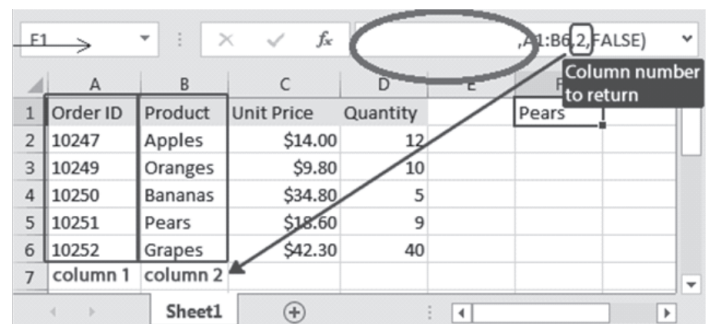 F1 fx ,A1:B6,2,FALSE)
Column number
to return
A B C D E F
1 Order ID Product Unit Price Quantity Pears
2 10247 Apples $14.00 12
3 10249 Oranges $9.80 10
4 10250 Bananas $34.80 5
5 10251 Pears $18.60 9
6 10252 Grapes $42.30 40
7 column 1 column 2
Sheet1